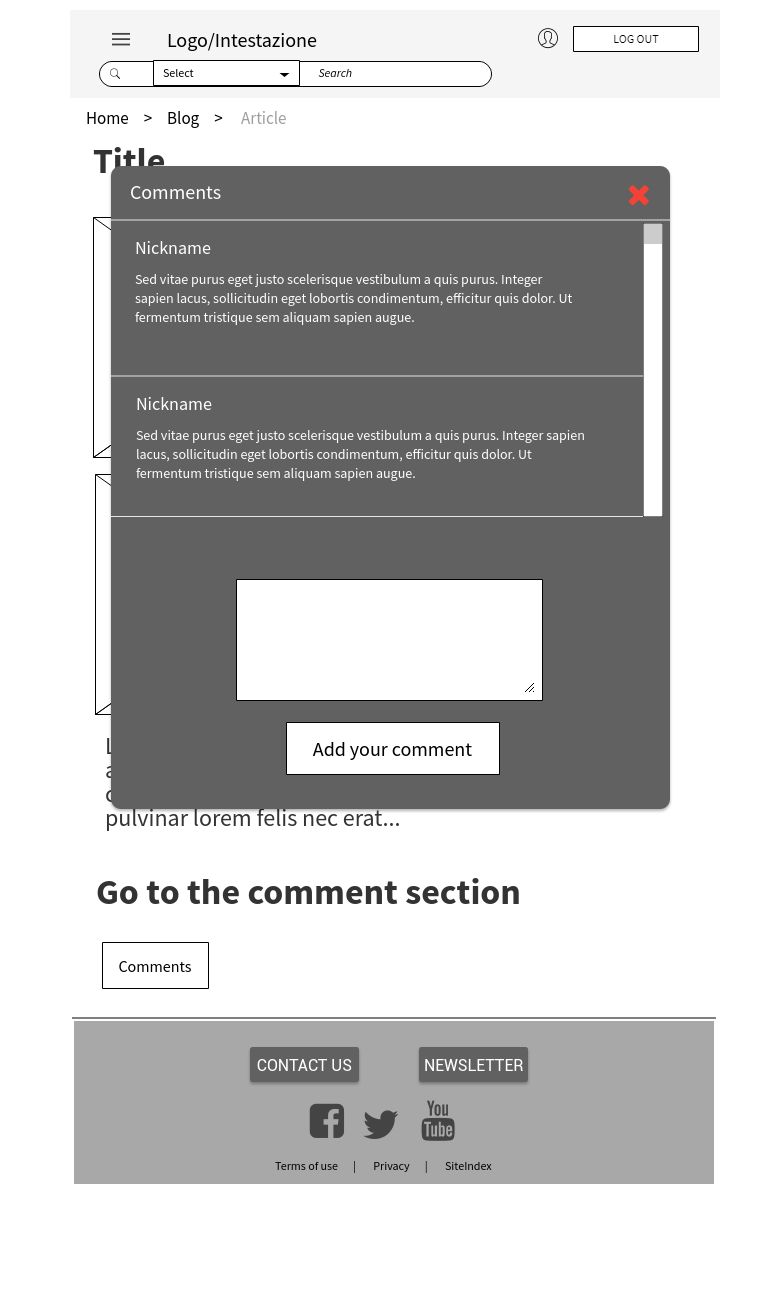 Logo/Intestazione
LOG OUT
Select
Search
Home > Blog > Article
Title
Comments
Nickname
Sed vitae purus eget justo scelerisque vestibulum a quis purus. Integer
sapien lacus, sollicitudin eget lobortis condimentum, efficitur quis dolor. Ut
fermentum tristique sem aliquam sapien augue.
Nickname
Sed vitae purus eget justo scelerisque vestibulum a quis purus. Integer sapien
lacus, sollicitudin eget lobortis condimentum, efficitur quis dolor. Ut
fermentum tristique sem aliquam sapien augue.
Add your comment
pulvinar lorem felis nec erat...
Go to the comment section
Comments
CONTACT US
NEWSLETTER
You
Tube
Terms of use | Privacy | SiteIndex